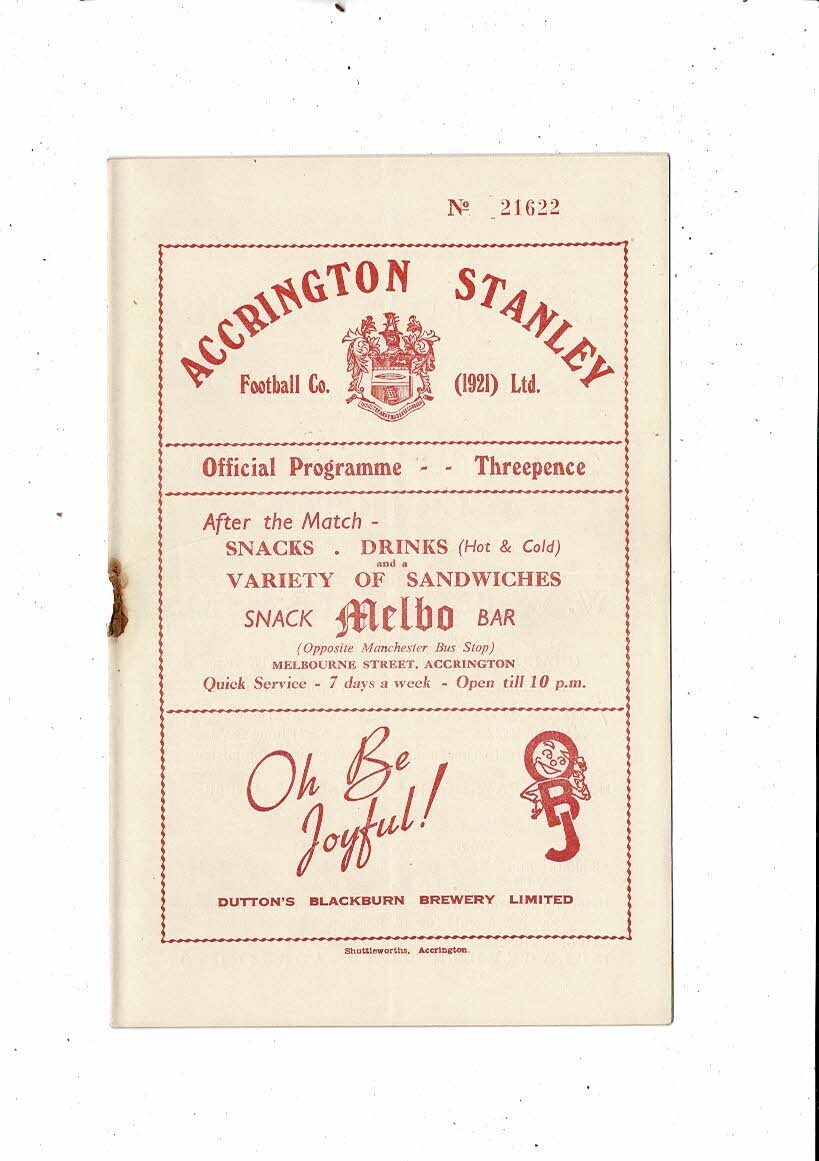 Nº 21622
ACCRINGTON STANLEY
Football Co. (1921) Ltd.
Official Programme - - Threepence
After the Match -
SNACKS . DRINKS (Hot & Cold)
and a
VARIETY OF SANDWICHES
SNACK Melbo BAR
(Opposite Manchester Bus Stop)
MELBOURNE STREET, ACCRINGTON
Quick Service - 7 days a week - Open till 10 p.m.
Oh Be
Joyful!
OBJ
DUTTON'S BLACKBURN BREWERY LIMITED
Shuttleworths, Accrington.